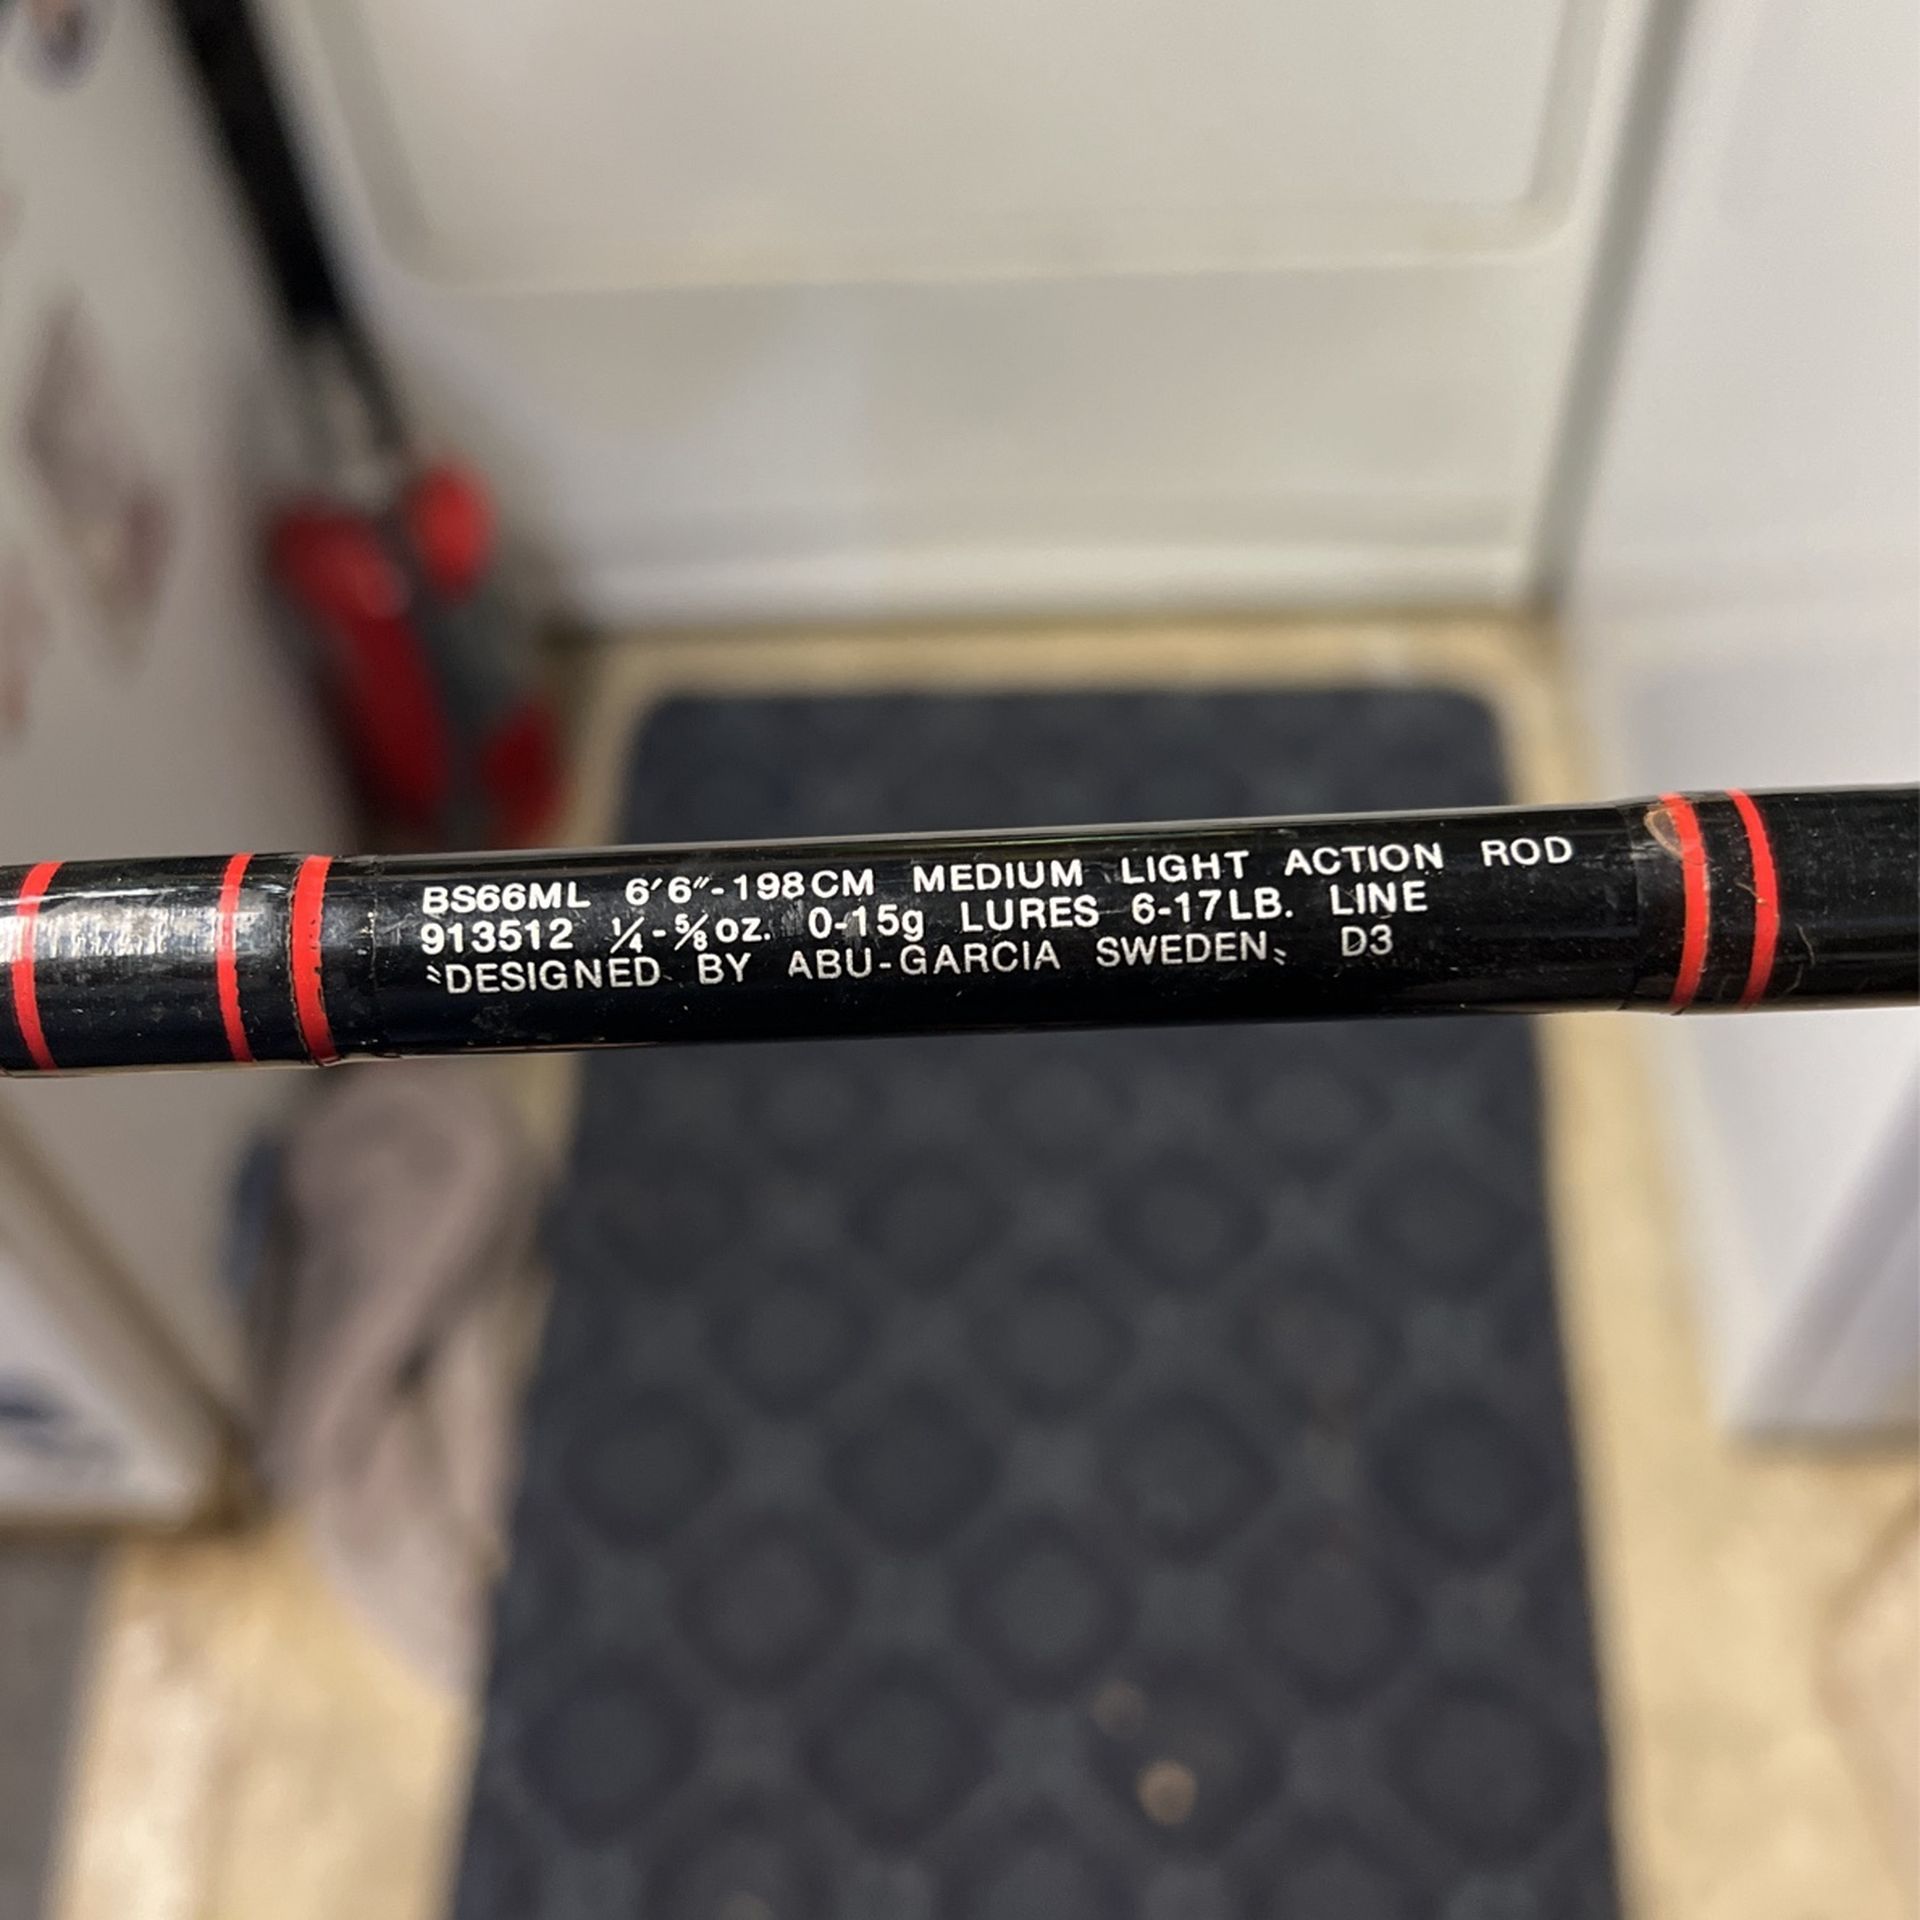 BS66ML 6'6"-198CM MEDIUM LIGHT ACTION ROD
913512 ¼-⅝oz. 0-15g LURES 6-17LB. LINE
"DESIGNED BY ABU-GARCIA SWEDEN" D3